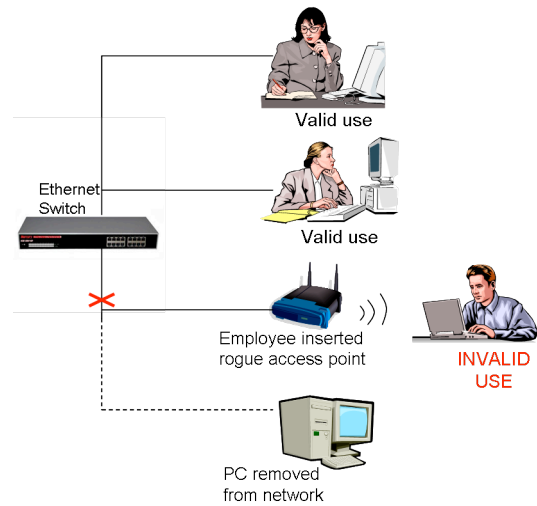 Valid use
Ethernet
Switch
Valid use
Employee inserted
rogue access point
INVALID
USE
PC removed
from network